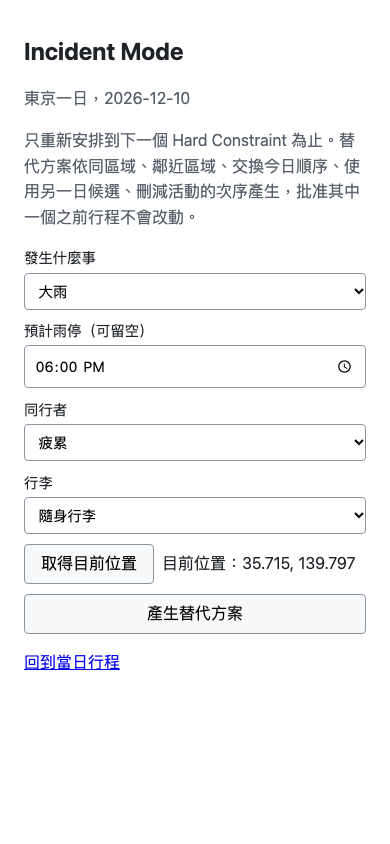 Incident Mode
東京一日，2026-12-10
只重新安排到下一個 Hard Constraint 為止。替
代方案依同區域、鄰近區域、交換今日順序、使
用另一日候選、刪減活動的次序產生，批准其中
一個之前行程不會改動。
發生什麼事
大雨
預計雨停（可留空）
06:00 PM
同行者
疲累
行李
隨身行李
取得目前位置 目前位置：35.715, 139.797
產生替代方案
回到當日行程